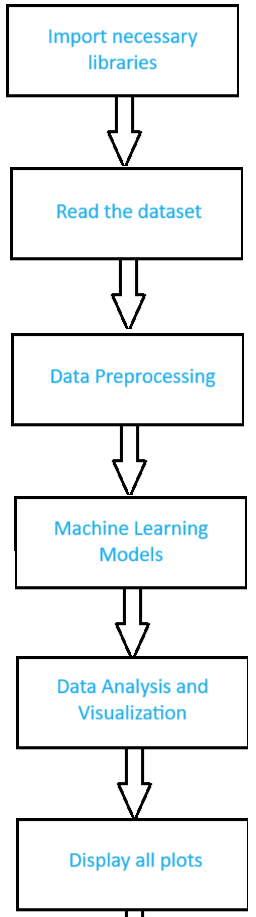 Import necessary
libraries
Read the dataset
Data Preprocessing
Machine Learning
Models
Data Analysis and
Visualization
Display all plots